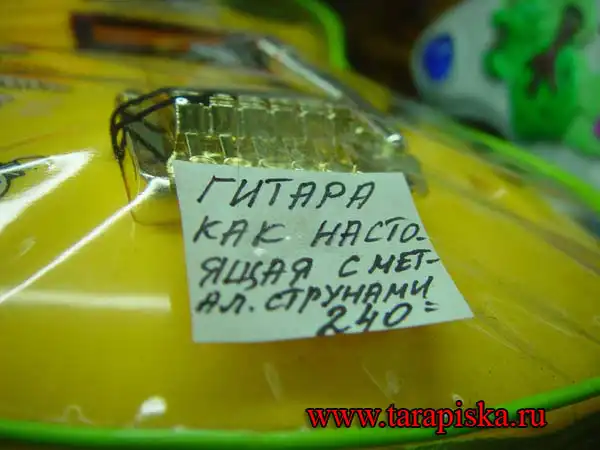 ГИТАРА
КАК НАСТО-
ЯЩАЯ С МЕТ-
АЛ. СТРУНАМИ
240=
www.tarapiska.ru